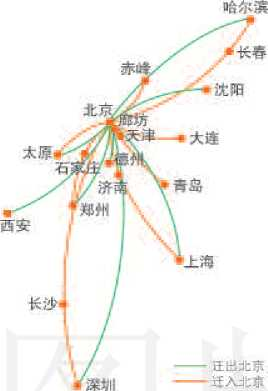 哈尔滨
长春
赤峰
沈阳
北京
廊坊
天津
大连
太原
石家庄
德州
济南
青岛
郑州
西安
上海
长沙
深圳
迁出北京
迁入北京